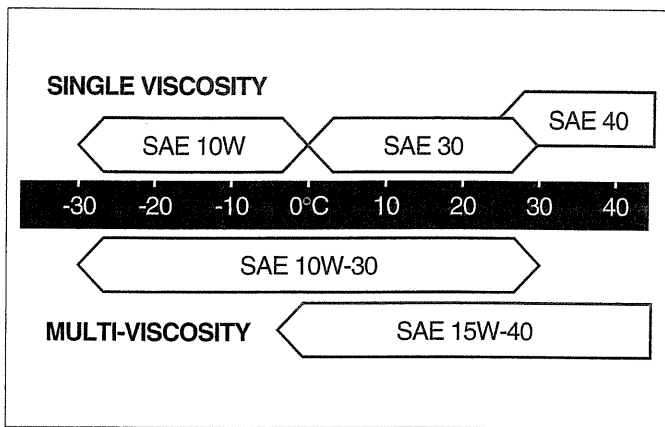 SINGLE VISCOSITY
SAE 40
SAE 10W SAE 30
-30 -20 -10 0°C 10 20 30 40
SAE 10W-30
MULTI-VISCOSITY SAE 15W-40